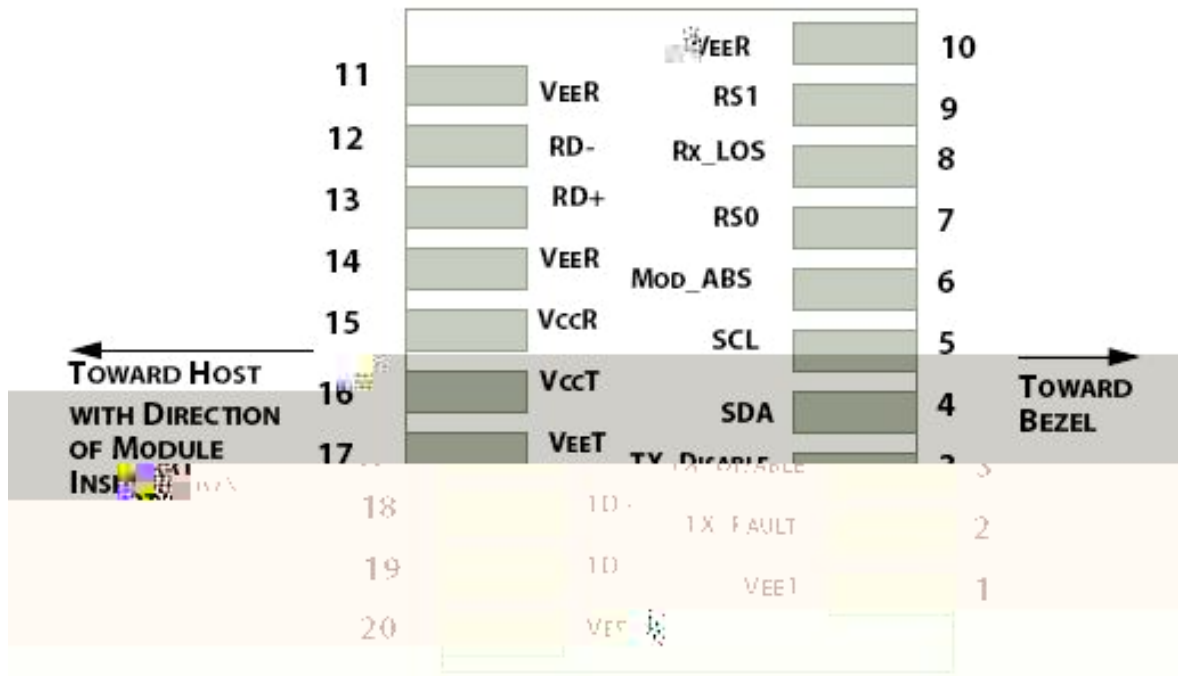 VEER 10
11 VEER RS1 9
12 RD- Rx_LOS 8
13 RD+ RS0 7
14 VEER MOD_ABS 6
15 VCCR SCL 5
TOWARD HOST
WITH DIRECTION
OF MODULE
16 VCCT SDA 4
TOWARD
BEZEL
17 VEET TX_DISABLE 3
18 TX_FAULT 2
19 1
20